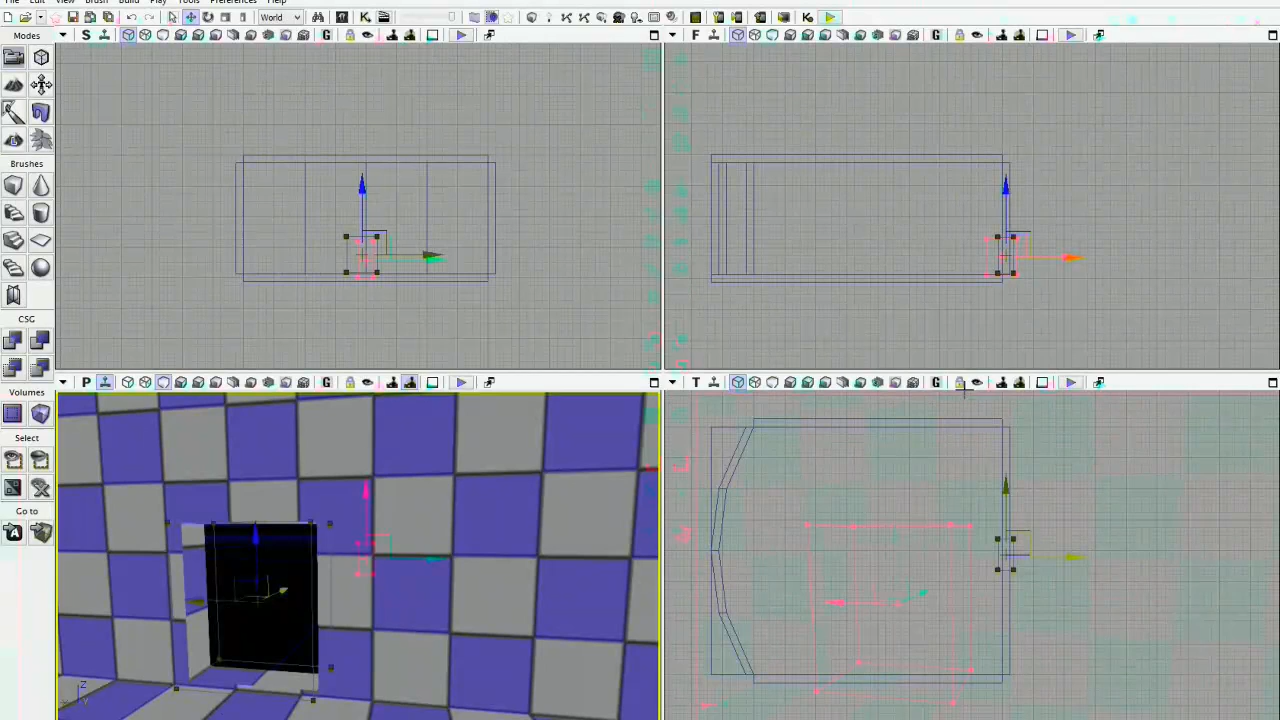 File Edit View Brush Build Play Tools Preferences Help
World
Modes
S
F
Brushes
CSG
P
T
Volumes
Select
Go to
A
Z
Y